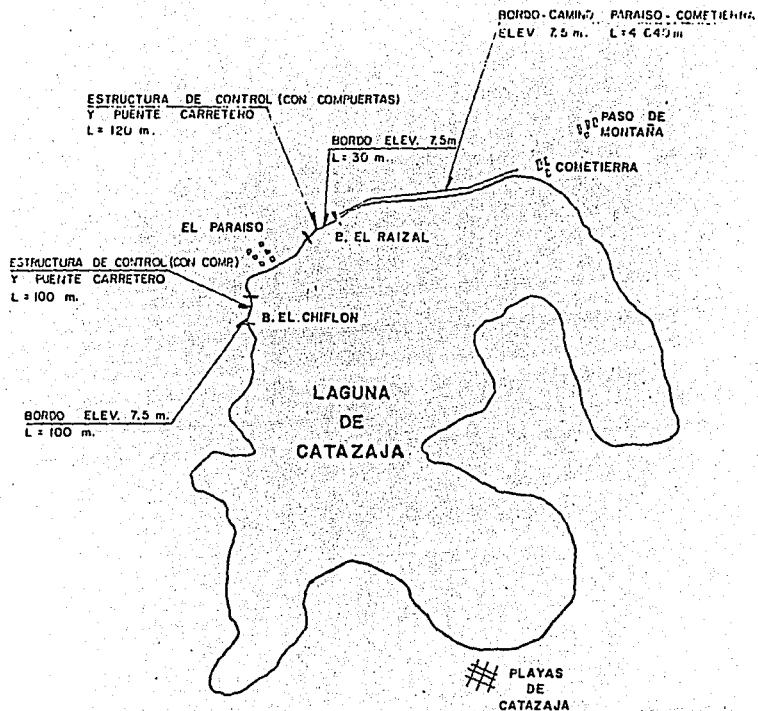 BORDO-CAMINO PARAISO-COMETIERRA
ELEV 7.5 m. L=4 640 m
ESTRUCTURA DE CONTROL (CON COMPUERTAS)
Y PUENTE CARRETERO
L = 120 m.
BORDO ELEV. 7.5m
L = 30 m.
PASO DE
MONTAÑA
COMETIERRA
EL PARAISO
B. EL RAIZAL
ESTRUCTURA DE CONTROL (CON COMP.)
Y PUENTE CARRETERO
L = 100 m.
B. EL CHIFLON
BORDO ELEV. 7.5 m.
L = 100 m.
LAGUNA
DE
CATAZAJA
PLAYAS
DE
CATAZAJA